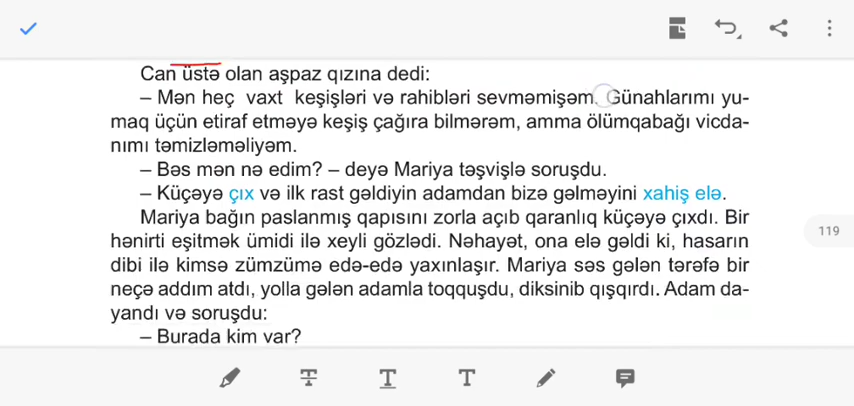 Can üstə olan aşpaz qızına dedi:
– Mən heç vaxt keşişləri və rahibləri sevməmişəm. Günahlarımı yu-
maq üçün etiraf etməyə keşiş çağıra bilmərəm, amma ölümqabağı vicda-
nımı təmizləməliyəm.
– Bəs mən nə edim? – deyə Mariya təşvişlə soruşdu.
– Küçəyə çıx və ilk rast gəldiyin adamdan bizə gəlməyini xahiş elə.
Mariya bağın paslanmış qapısını zorla açıb qaranlıq küçəyə çıxdı. Bir
hənirti eşitmək ümidi ilə xeyli gözlədi. Nəhayət, ona elə gəldi ki, hasarın
119
dibi ilə kimsə zümzümə edə-edə yaxınlaşır. Mariya səs gələn tərəfə bir
neçə addım atdı, yolla gələn adamla toqquşdu, diksinib qışqırdı. Adam da-
yandı və soruşdu:
– Burada kim var?
T T T